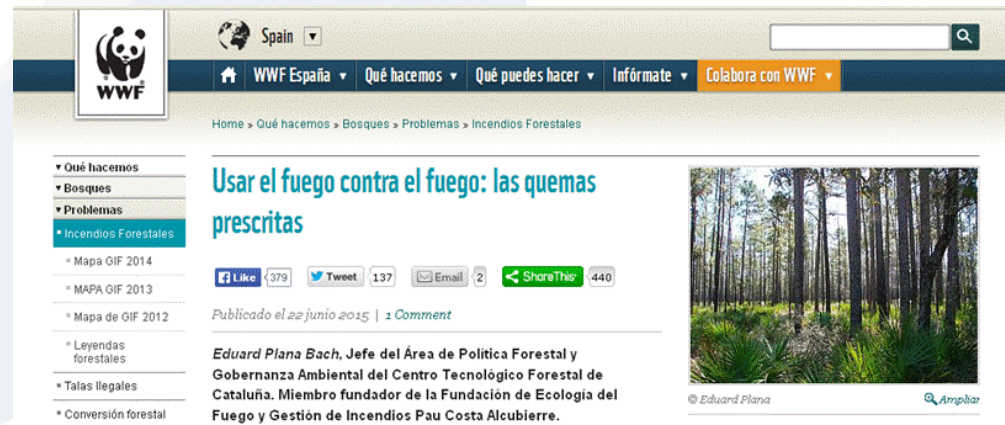 Spain
WWF
WWF España Qué hacemos Qué puedes hacer Infórmate Colabora con WWF
Home » Qué hacemos » Bosques » Problemas » Incendios Forestales
Qué hacemos
Bosques
Problemas
Incendios Forestales
Mapa GIF 2014
MAPA GIF 2013
Mapa de GIF 2012
Leyendas
forestales
Talas Ilegales
Conversión forestal
Usar el fuego contra el fuego: las quemas
prescritas
Like 379 Tweet 137 Email 2 ShareThis 440
Publicado el 22 junio 2015 | 1 Comment
Eduard Plana Bach, Jefe del Área de Política Forestal y
Gobernanza Ambiental del Centro Tecnológico Forestal de
Cataluña. Miembro fundador de la Fundación de Ecología del
Fuego y Gestión de Incendios Pau Costa Alcubierre.
© Eduard Plana Ampliar